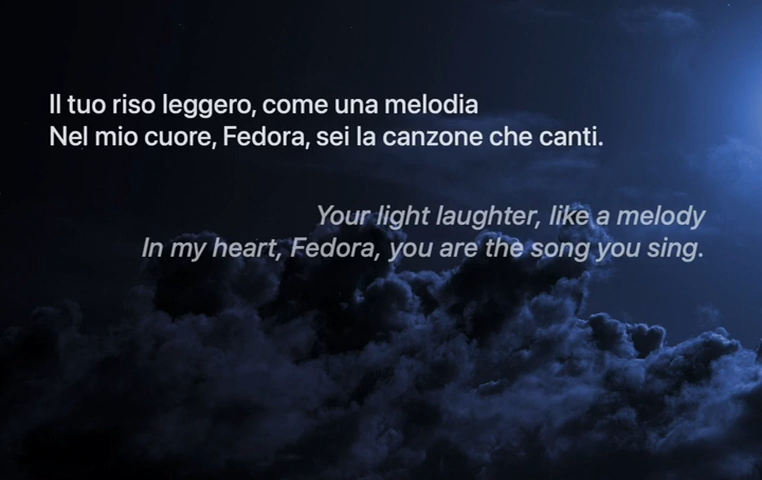 Il tuo riso leggero, come una melodia
Nel mio cuore, Fedora, sei la canzone che canti.
Your light laughter, like a melody
In my heart, Fedora, you are the song you sing.